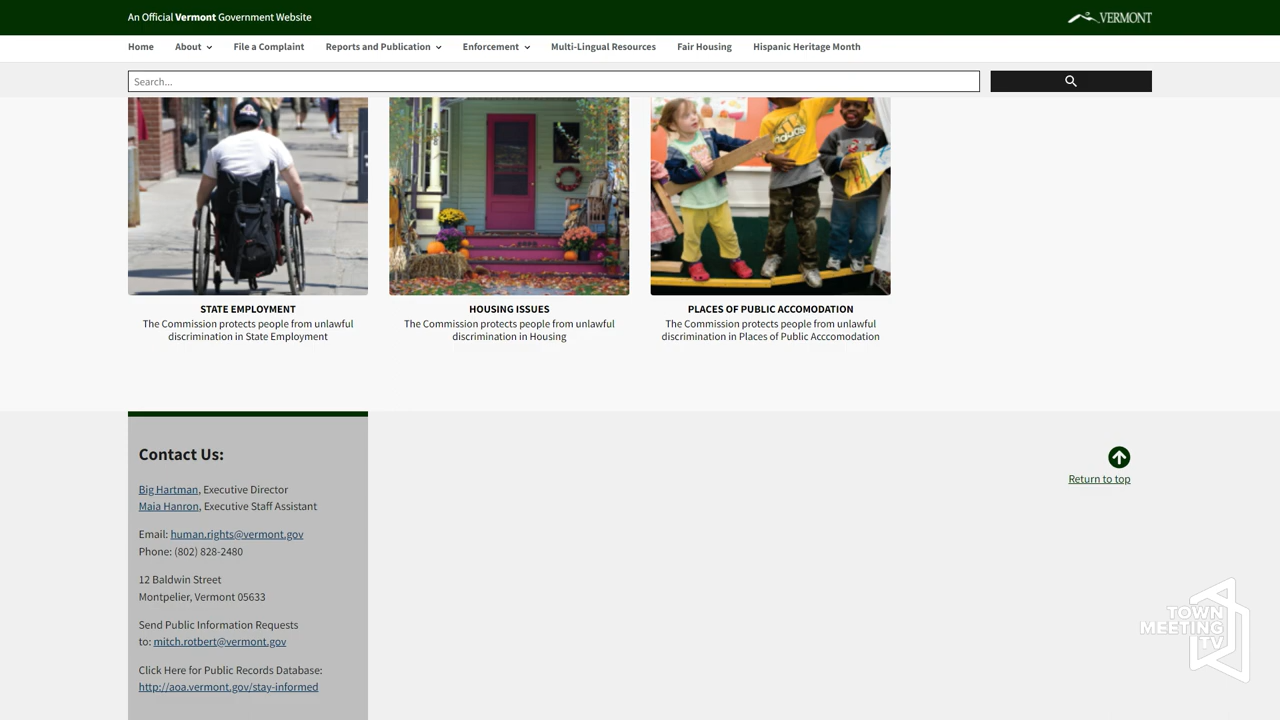 An Official Vermont Government Website
VERMONT
Home
About
File a Complaint
Reports and Publication
Enforcement
Multi-Lingual Resources
Fair Housing
Hispanic Heritage Month
Search...
adidas
STATE EMPLOYMENT
The Commission protects people from unlawful
discrimination in State Employment
HOUSING ISSUES
The Commission protects people from unlawful
discrimination in Housing
PLACES OF PUBLIC ACCOMODATION
The Commission protects people from unlawful
discrimination in Places of Public Acccomodation
Contact Us:
Big Hartman, Executive Director
Maia Hanron, Executive Staff Assistant
Email: human.rights@vermont.gov
Phone: (802) 828-2480
12 Baldwin Street
Montpelier, Vermont 05633
Send Public Information Requests
to: mitch.rotbert@vermont.gov
Click Here for Public Records Database:
http://aoa.vermont.gov/stay-informed
Return to top
TOWN
MEETING
TV